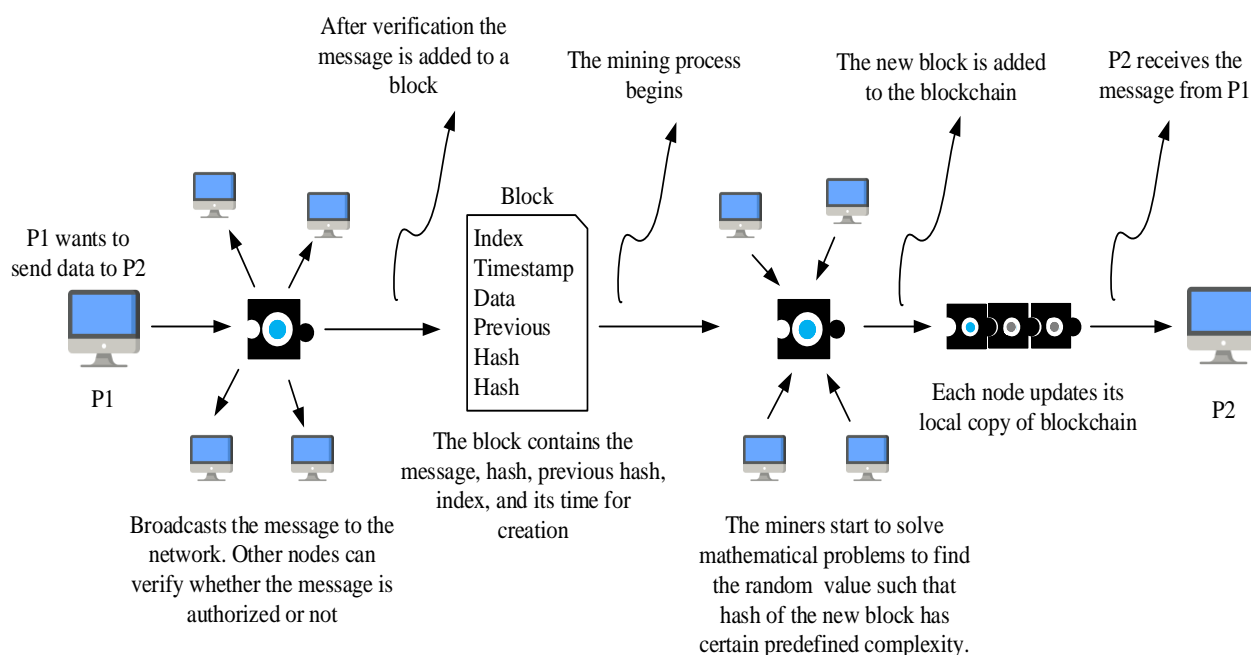 After verification the
message is added to a
block
The mining process
begins
The new block is added
to the blockchain
P2 receives the
message from P1
P1 wants to
send data to P2
P1
Block
Index
Timestamp
Data
Previous
Hash
Hash
Each node updates its
local copy of blockchain
P2
The block contains the
message, hash, previous hash,
index, and its time for
creation
Broadcasts the message to the
network. Other nodes can
verify whether the message is
authorized or not
The miners start to solve
mathematical problems to find
the random value such that
hash of the new block has
certain predefined complexity.